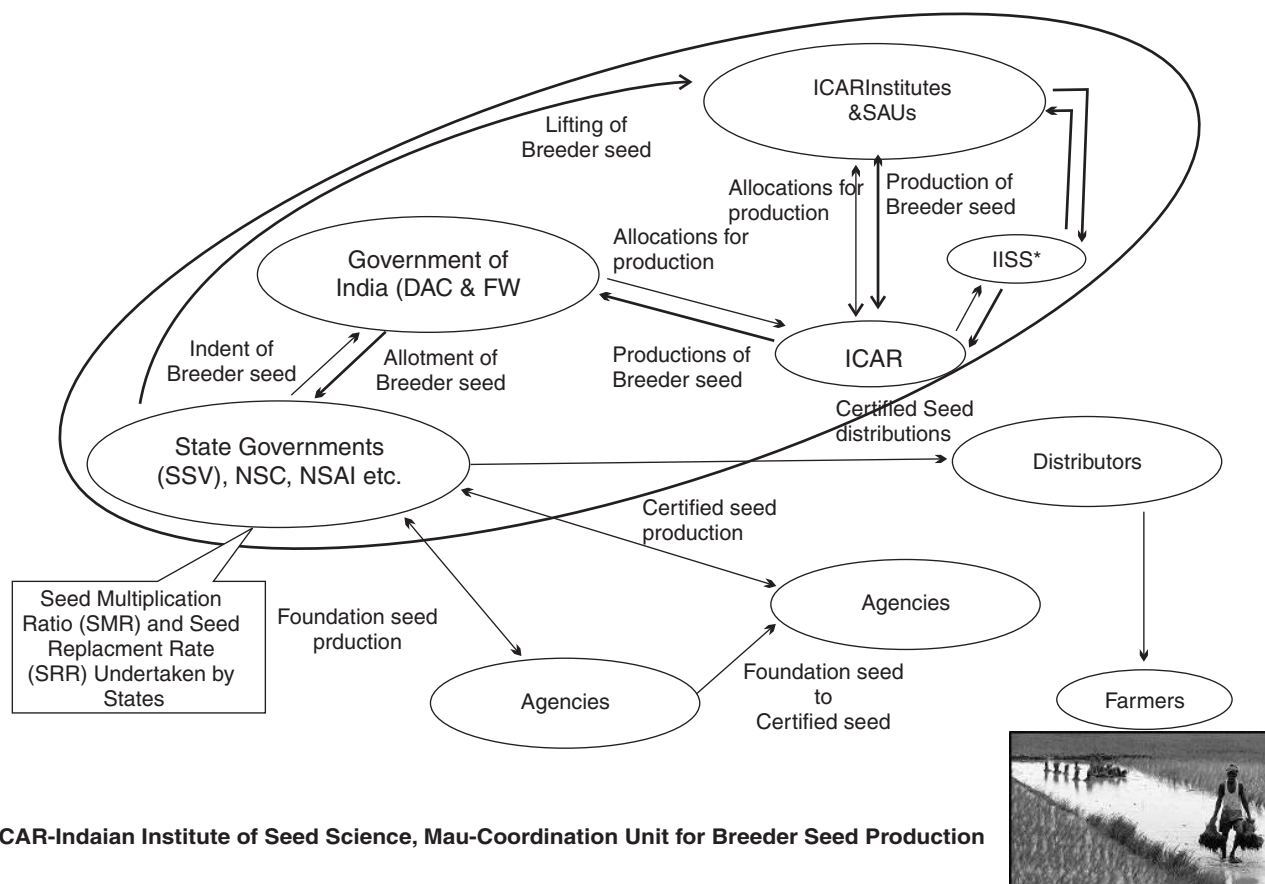 ICARInstitutes
&SAUs
Lifting of
Breeder seed
Allocations for
production
Production of
Breeder seed
Allocations for
production
Government of
India (DAC & FW
IISS*
Indent of
Breeder seed
Allotment of
Breeder seed
Productions of
Breeder seed
ICAR
Certified Seed
distributions
State Governments
(SSV), NSC, NSAI etc.
Distributors
Certified seed
production
Seed Multiplication
Ratio (SMR) and Seed
Replacment Rate
(SRR) Undertaken by
States
Foundation seed
prduction
Agencies
Agencies
Foundation seed
to
Certified seed
Farmers
CAR-Indaian Institute of Seed Science, Mau-Coordination Unit for Breeder Seed Production